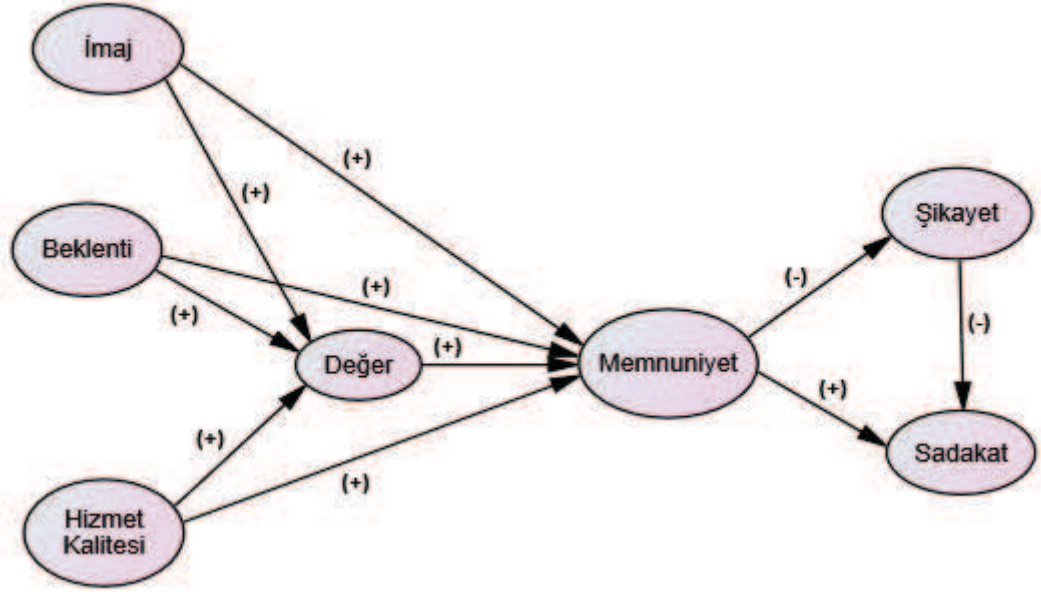 İmaj
(+)
(+)
Beklenti
(+)
(+)
Değer
(+)
Hizmet
Kalitesi
(+)
(+)
Memnuniyet
(-)
(+)
Şikayet
(-)
Sadakat